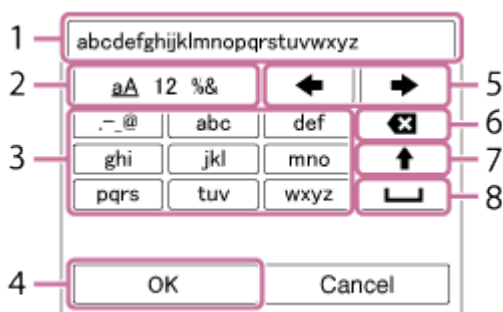 1 abcdefghijklmnopqrstuvwxyz
2 aA 12 %& 5
.-_@ abc def 6
3 ghi jkl mno 7
pqrs tuv wxyz 8
4 OK Cancel